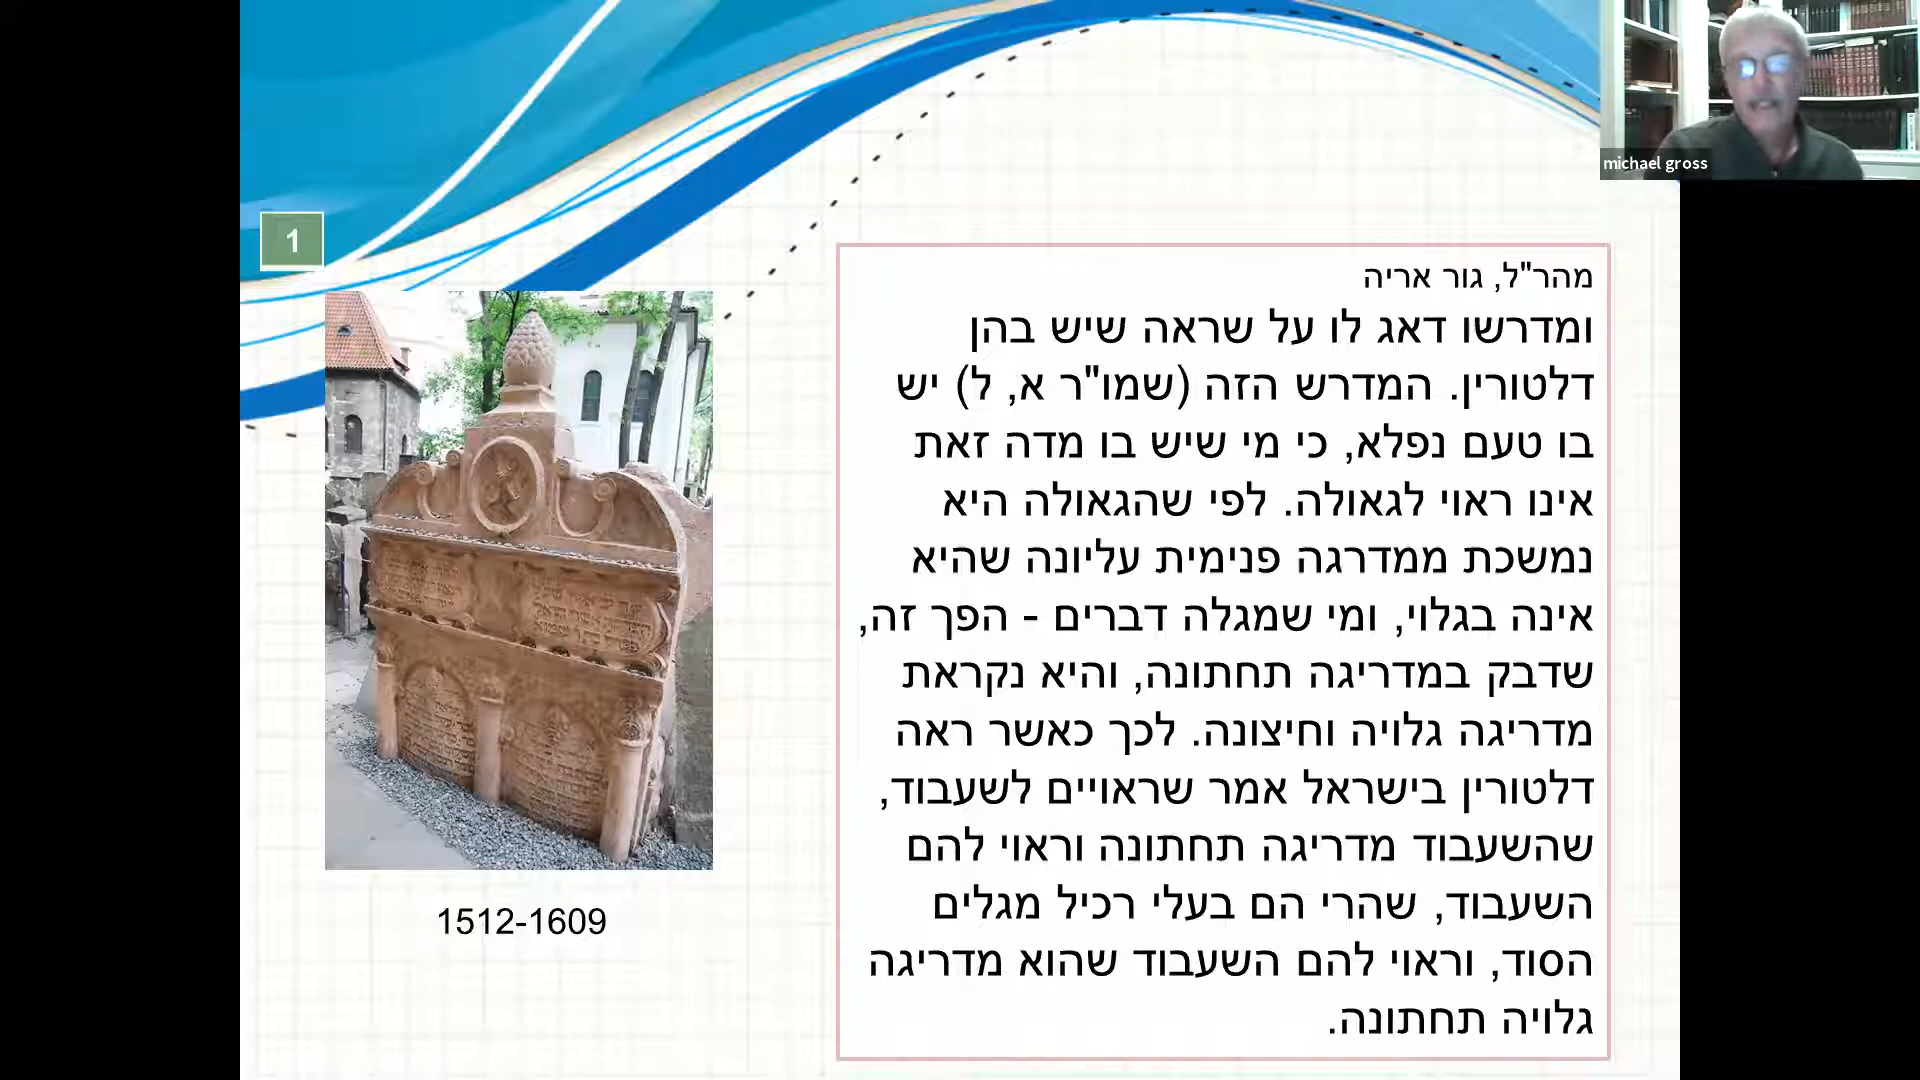 michael gross
1
מהר"ל, גור אריה
ומדרשו דאג לו על שראה שיש בהן
דלטורין. המדרש הזה (שמו"ר א, ל) יש
בו טעם נפלא, כי מי שיש בו מדה זאת
אינו ראוי לגאולה. לפי שהגאולה היא
נמשכת ממדרגה פנימית עליונה שהיא
אינה בגלוי, ומי שמגלה דברים - הפך זה,
שדבק במדריגה תחתונה, והיא נקראת
מדריגה גלויה וחיצונה. לכך כאשר ראה
דלטורין בישראל אמר שראויים לשעבוד,
שהשעבוד מדריגה תחתונה וראוי להם
השעבוד, שהרי הם בעלי רכיל מגלים
הסוד, וראוי להם השעבוד שהוא מדריגה
גלויה תחתונה.
1512-1609